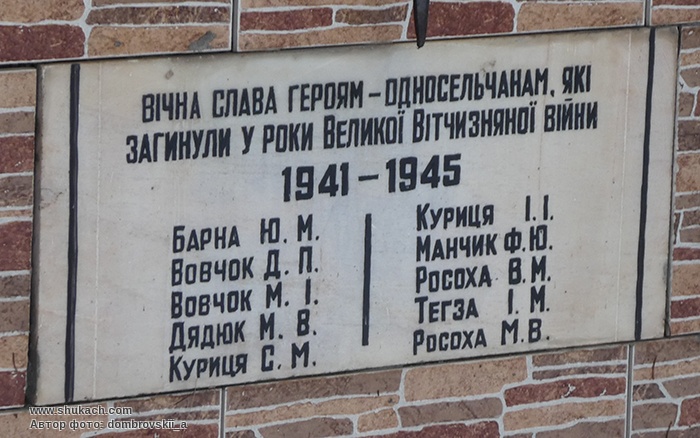 ВІЧНА СЛАВА ГЕРОЯМ – ОДНОСЕЛЬЧАНАМ, ЯКІ
ЗАГИНУЛИ У РОКИ ВЕЛИКОЇ ВІТЧИЗНЯНОЇ ВІЙНИ
1941 – 1945
БАРНА Ю. М.
ВОВЧОК Д. П.
ВОВЧОК М. І.
ДЯДЮК М. В.
КУРИЦЯ С. М.
КУРИЦЯ І. І.
МАНЧИК Ф. Ю.
РОСОХА В. М.
ТЕГЗА І. М.
РОСОХА М. В.
www.shukach.com
Автор фото: dombrovskii_a